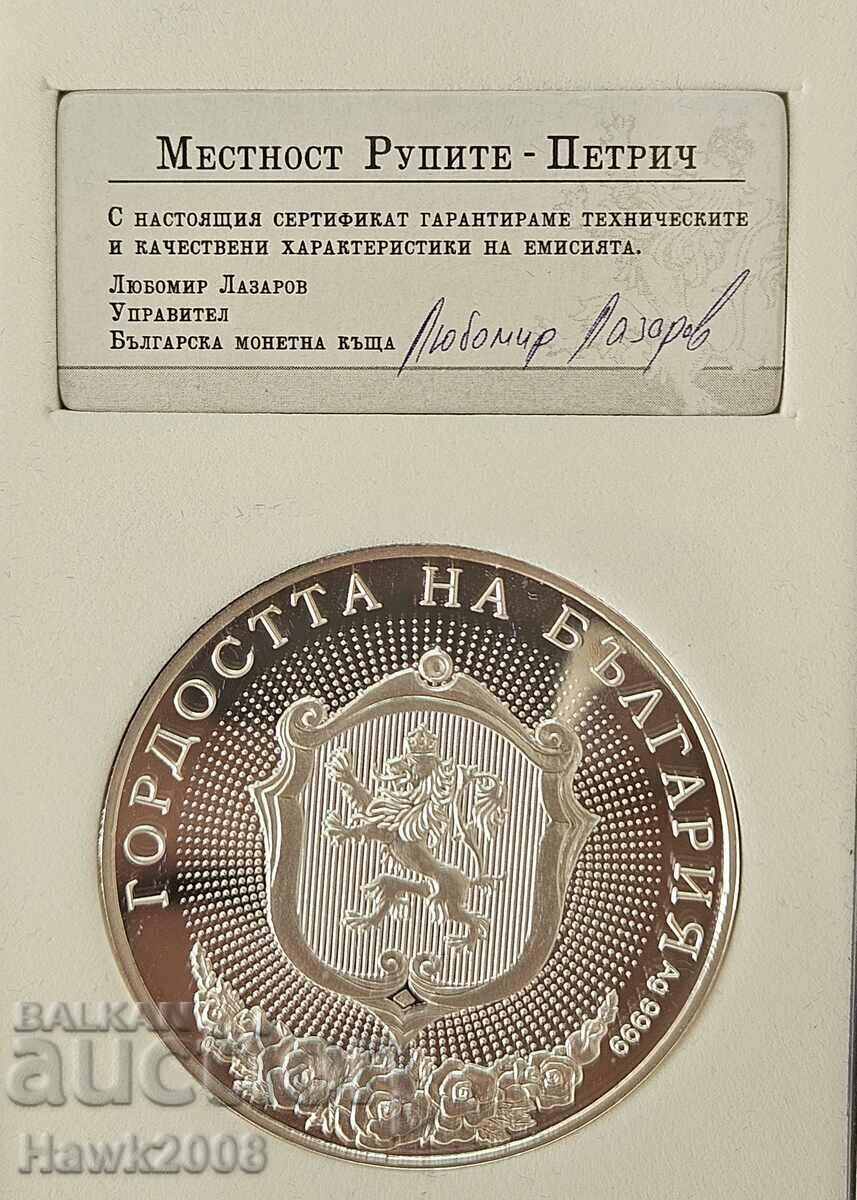 Местност Рупите - Петрич
С настоящия сертификат гарантираме техническите
и качествени характеристики на емисията.
Любомир Лазаров
Управител
Българска монетна къща
Любомир Лазаров
ГОРДОСТТА НА БЪЛГАРИЯ
Ag 9999
BALKAN
auction
Hawk2008